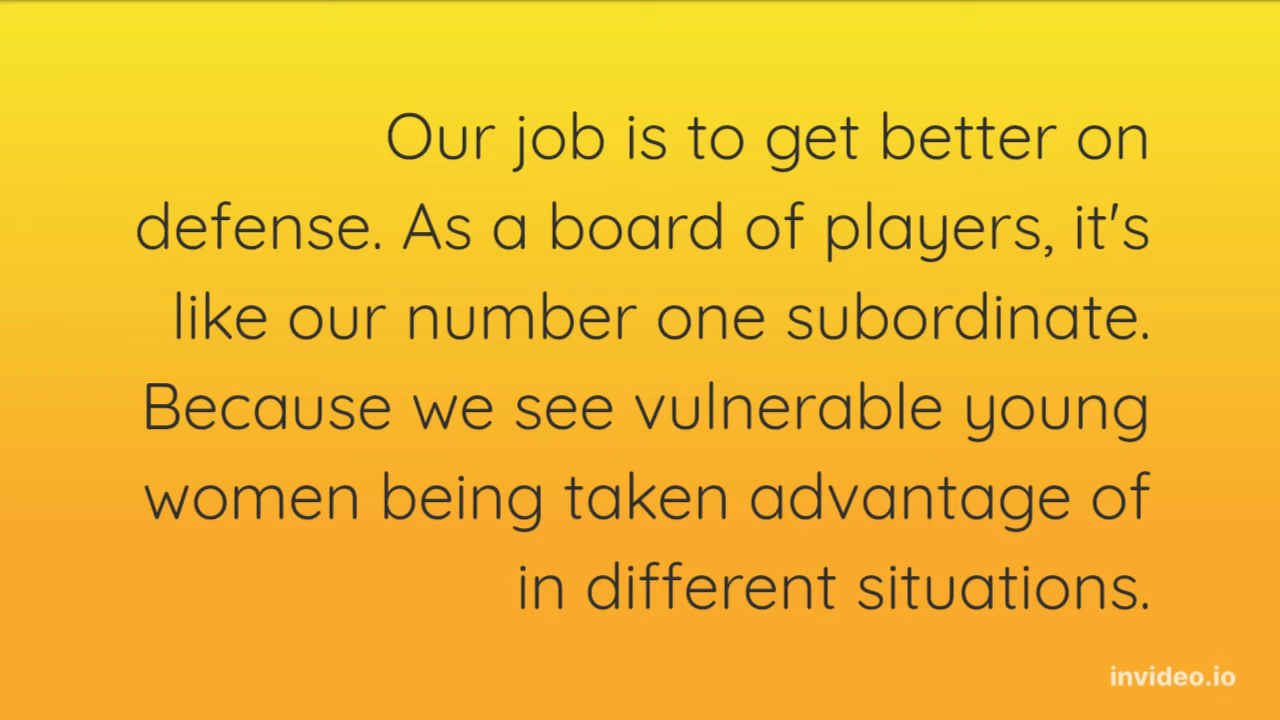 Our job is to get better on
defense. As a board of players, it's
like our number one subordinate.
Because we see vulnerable young
women being taken advantage of
in different situations.
invideo.io